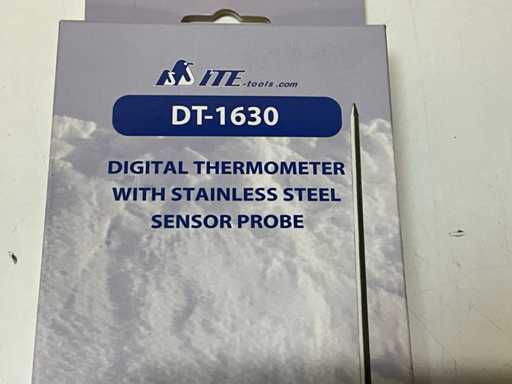 ITE-tools.com
DT-1630
DIGITAL THERMOMETER
WITH STAINLESS STEEL
SENSOR PROBE